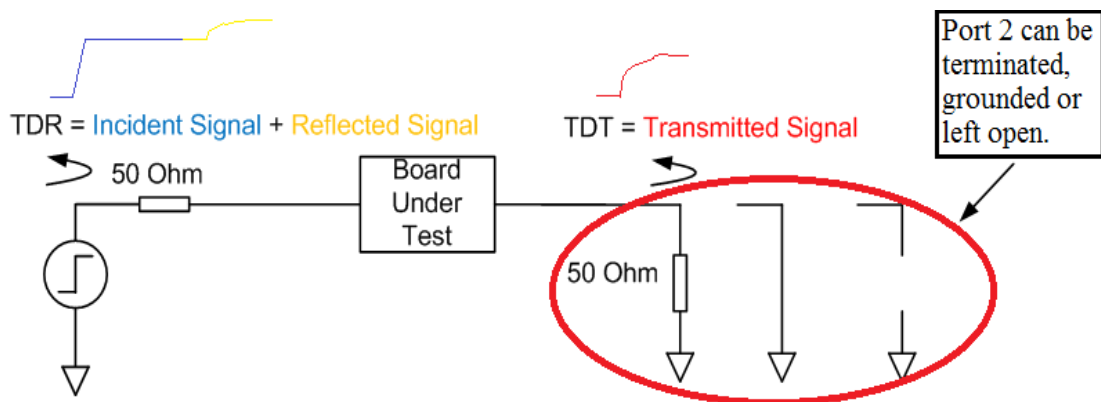 Port 2 can be
terminated,
grounded or
left open.
TDR = Incident Signal + Reflected Signal
TDT = Transmitted Signal
50 Ohm
Board
Under
Test
50 Ohm